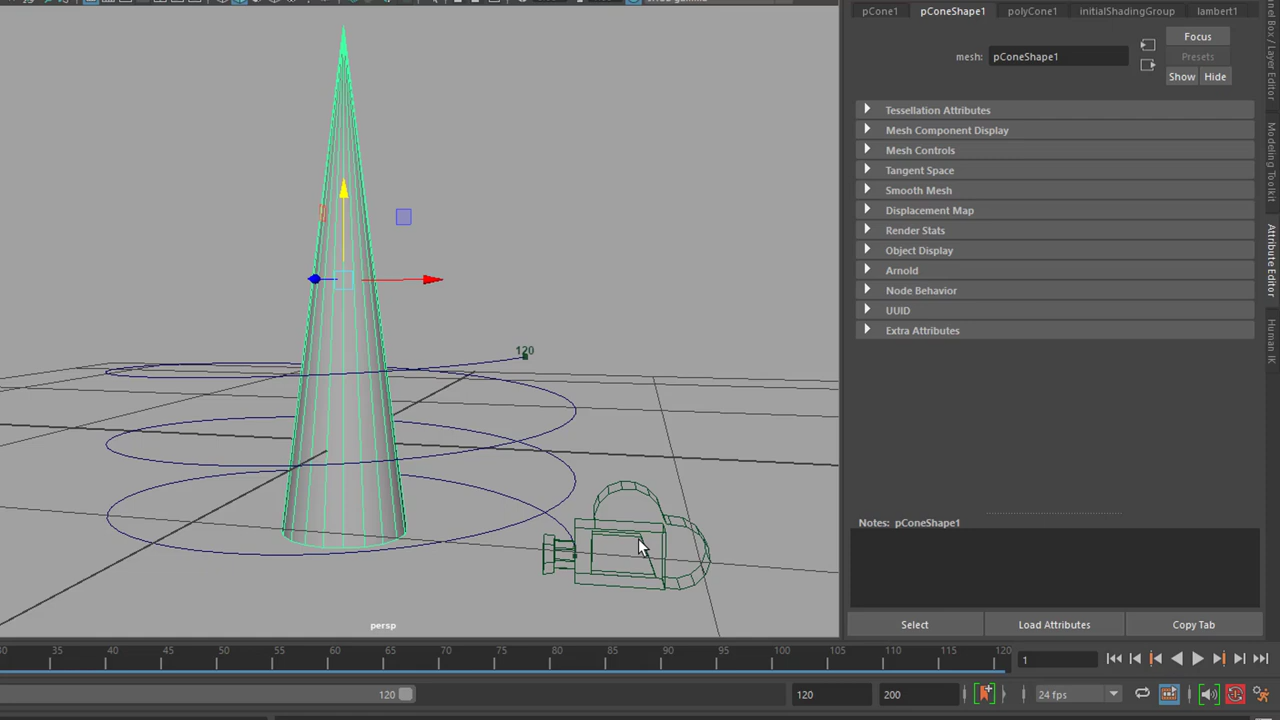 pCone1 pConeShape1 polyCone1 initialShadingGroup lambert1
Focus
mesh: pConeShape1
Presets
Show Hide
Tessellation Attributes
Mesh Component Display
Mesh Controls
Tangent Space
Smooth Mesh
Displacement Map
Render Stats
Object Display
Arnold
Node Behavior
UUID
Extra Attributes
Box / Layer Editor
Modeling Toolkit
Attribute Editor
Human IK
120
persp
Notes: pConeShape1
Select Load Attributes Copy Tab
35 40 45 50 55 60 65 70 75 80 85 90 95 100 105 110 115 120
1
120 120 200 24 fps